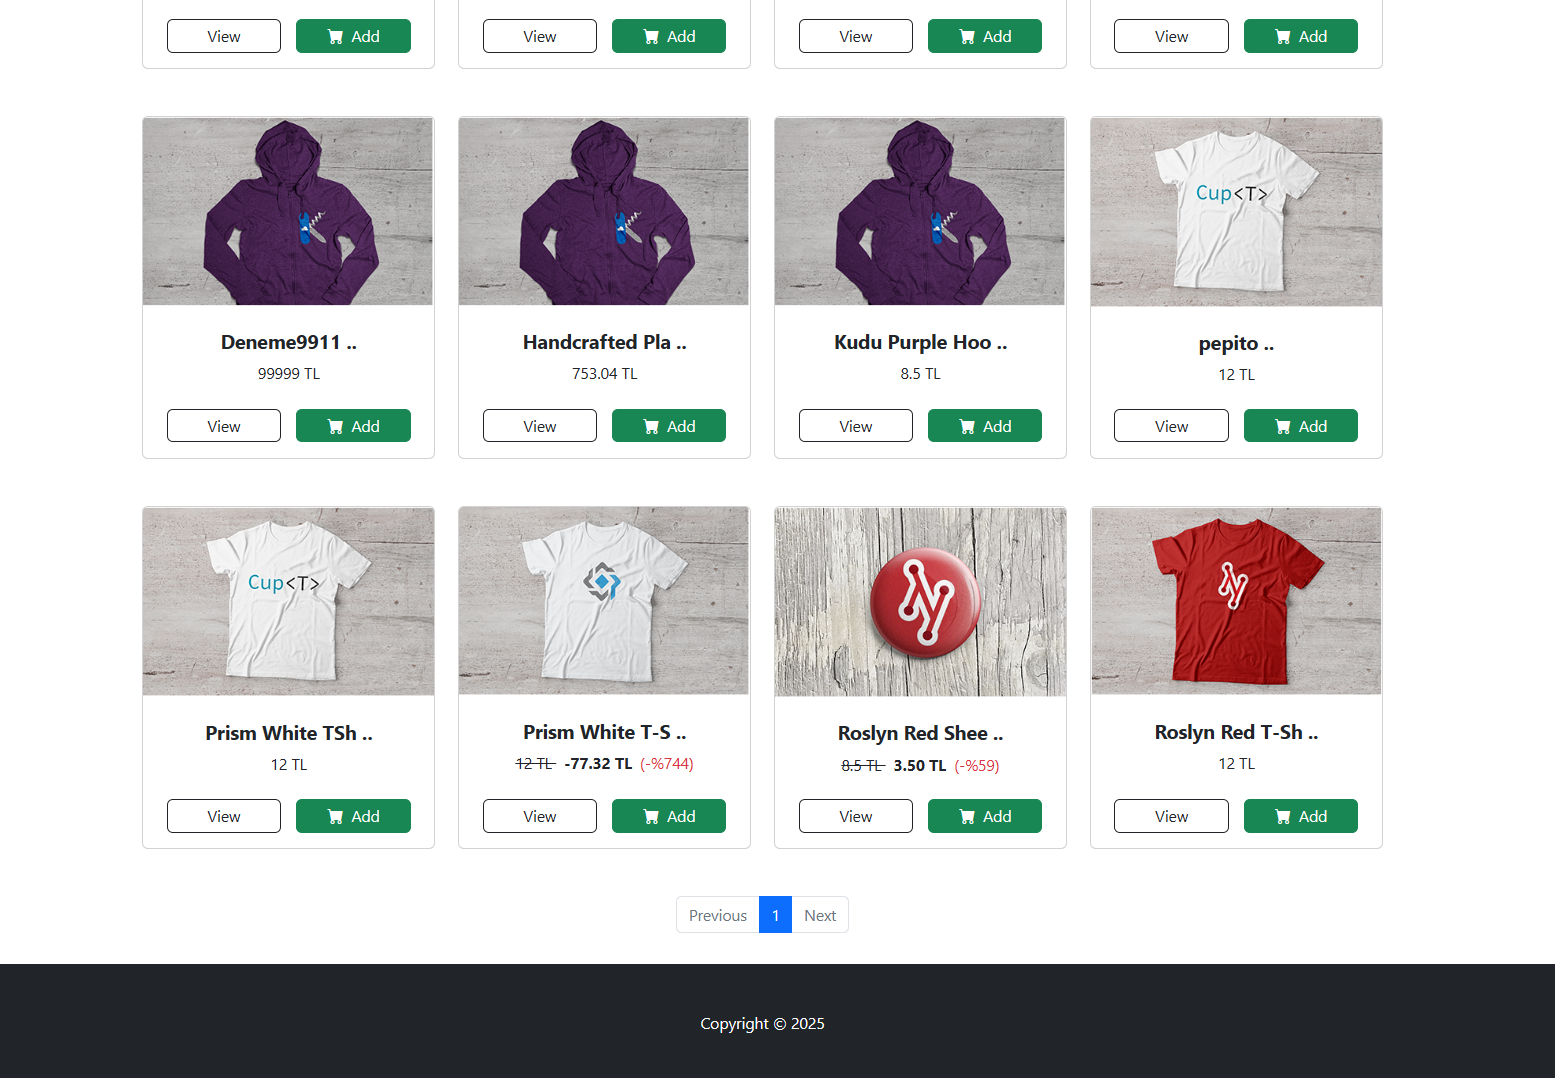 View Add View Add View Add View Add
Cup<T>
Deneme9911 .. Handcrafted Pla .. Kudu Purple Hoo .. pepito ..
99999 TL 753.04 TL 8.5 TL 12 TL
View Add View Add View Add View Add
Cup<T>
Prism White TSh .. Prism White T-S .. Roslyn Red Shee .. Roslyn Red T-Sh ..
12 TL 12 TL -77.32 TL (-%744) 8.5 TL 3.50 TL (-%59) 12 TL
View Add View Add View Add View Add
Previous 1 Next
Copyright © 2025